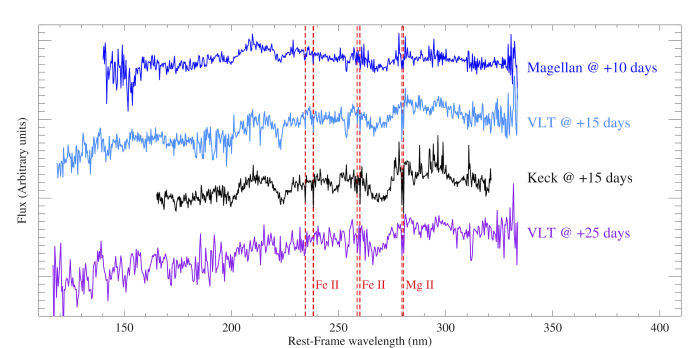 Magellan @ +10 days
VLT @ +15 days
Keck @ +15 days
VLT @ +25 days
Fe II Fe II Mg II
150 200 250 300 350 400
Rest-Frame wavelength (nm)
Flux (Arbitrary units)